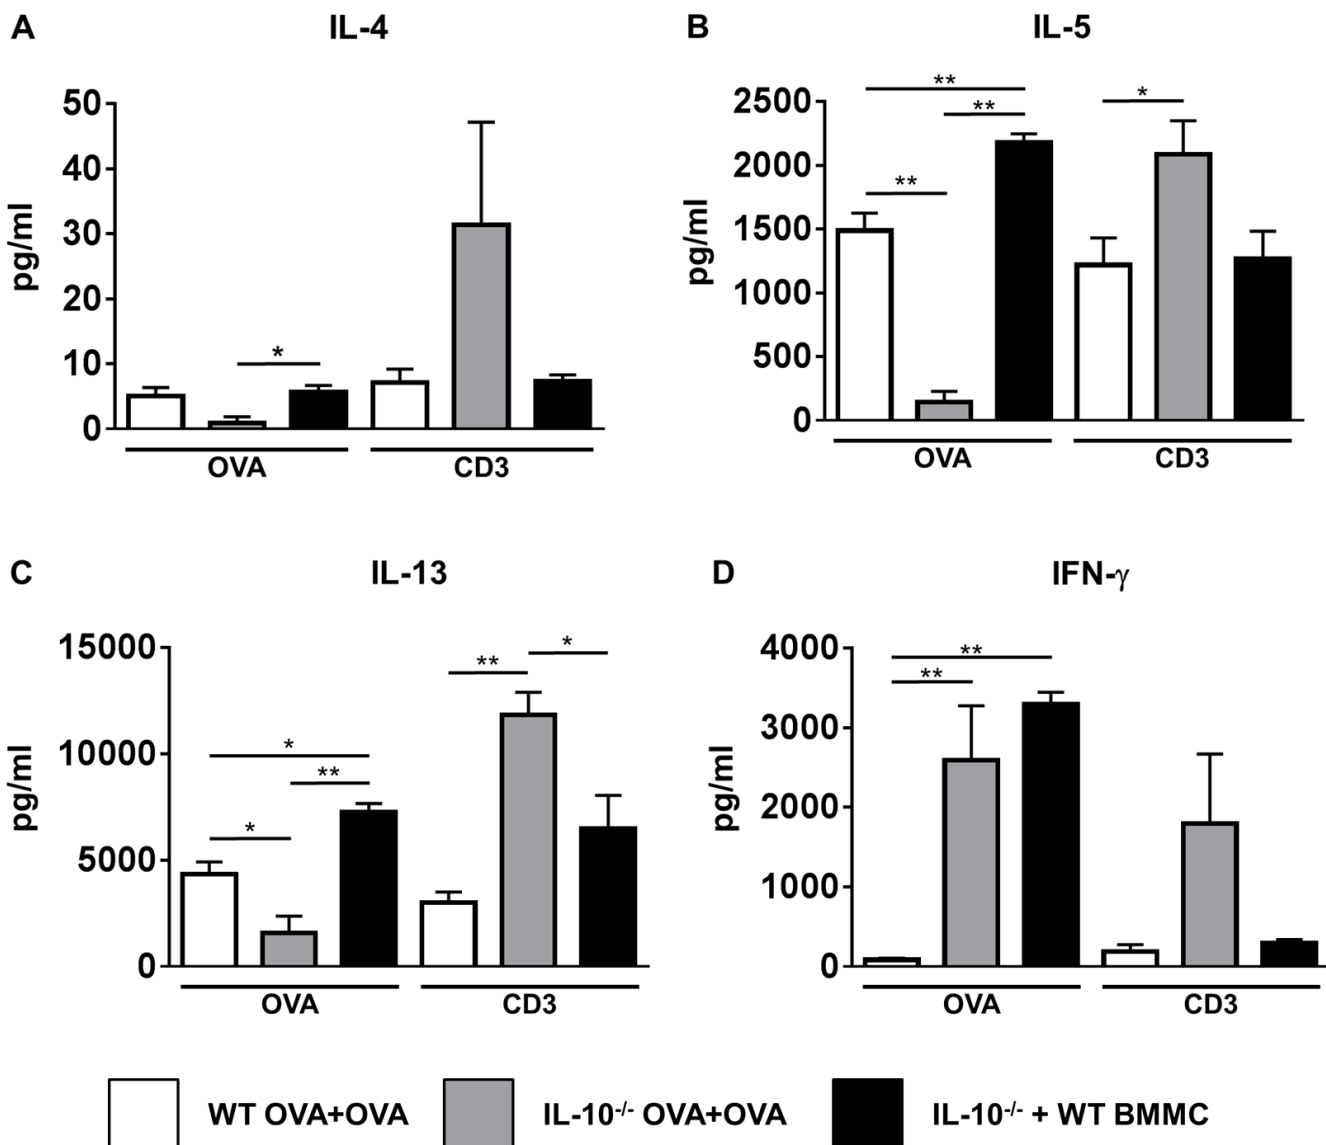 A
IL-4
pg/ml
50
40
30
20
10
0
*
OVA
CD3
B
IL-5
pg/ml
2500
2000
1500
1000
500
0
**
**
**
*
OVA
CD3
C
IL-13
pg/ml
15000
10000
5000
0
*
**
*
**
*
OVA
CD3
D
IFN-γ
pg/ml
4000
3000
2000
1000
0
**
**
OVA
CD3
WT OVA+OVA
IL-10-/- OVA+OVA
IL-10-/- + WT BMMC